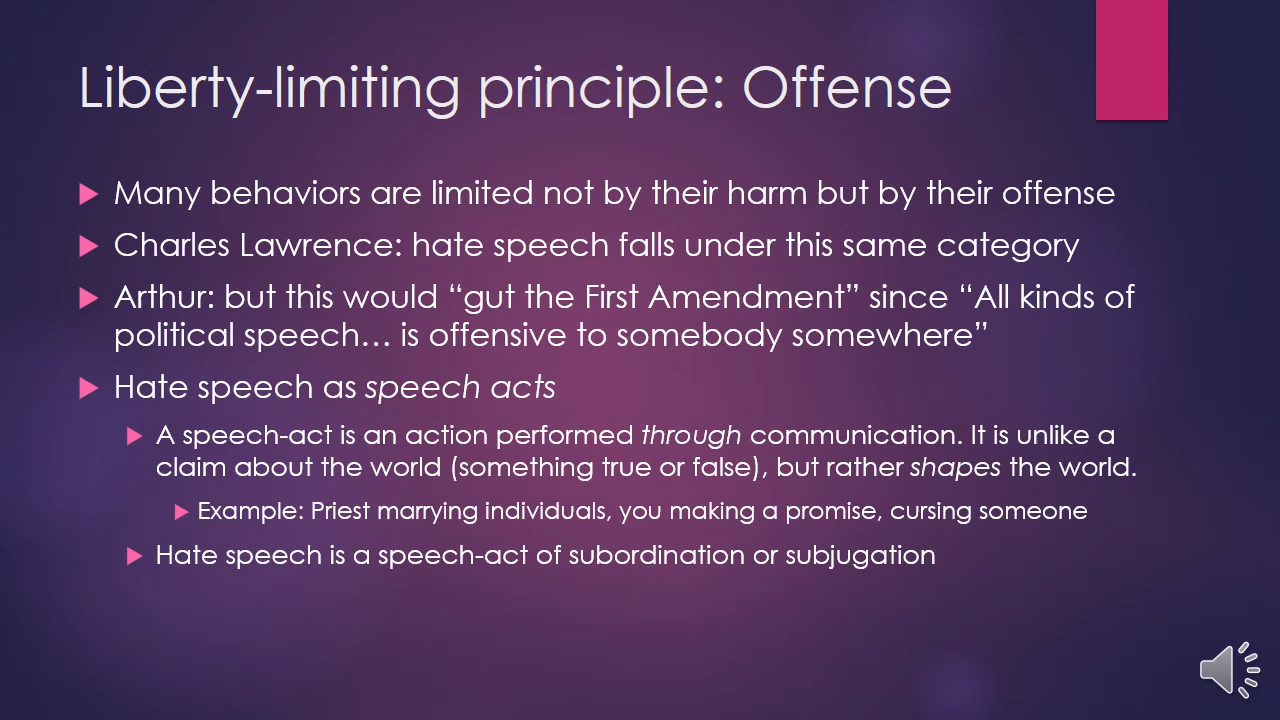 Liberty-limiting principle: Offense
Many behaviors are limited not by their harm but by their offense
Charles Lawrence: hate speech falls under this same category
Arthur: but this would “gut the First Amendment” since “All kinds of
political speech… is offensive to somebody somewhere”
Hate speech as speech acts
A speech-act is an action performed through communication. It is unlike a
claim about the world (something true or false), but rather shapes the world.
Example: Priest marrying individuals, you making a promise, cursing someone
Hate speech is a speech-act of subordination or subjugation